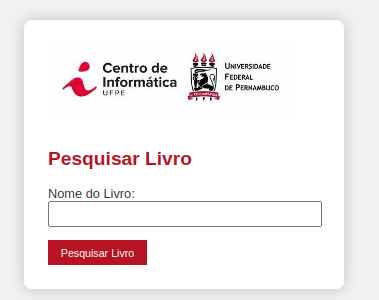 Centro de
Informática
UFPE
UNIVERSIDADE
FEDERAL
DE PERNAMBUCO
Pesquisar Livro
Nome do Livro:
Pesquisar Livro